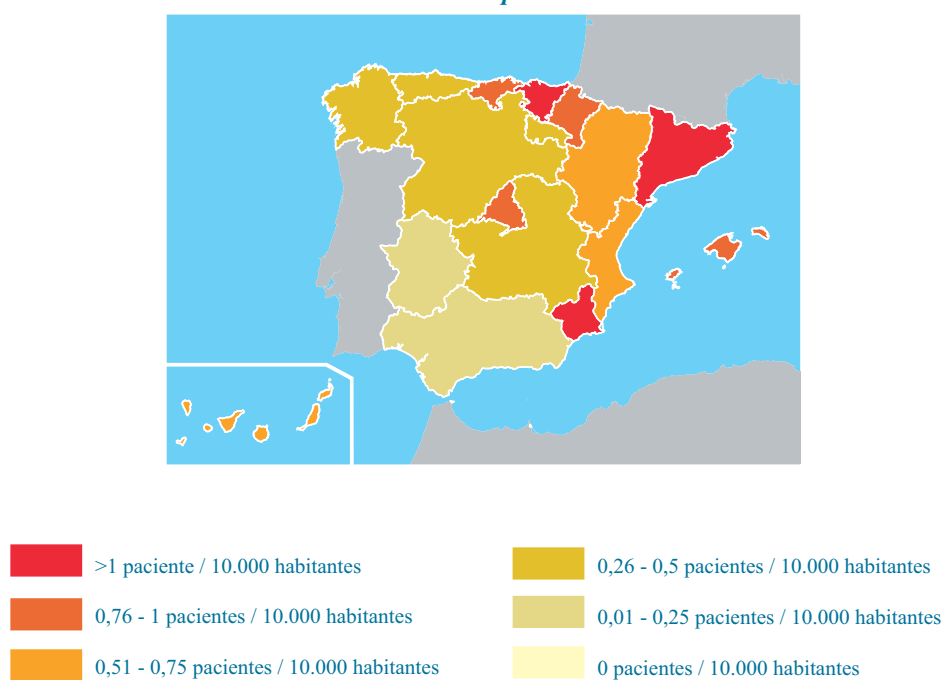 >1 paciente / 10.000 habitantes
0,76 - 1 pacientes / 10.000 habitantes
0,51 - 0,75 pacientes / 10.000 habitantes
0,26 - 0,5 pacientes / 10.000 habitantes
0,01 - 0,25 pacientes / 10.000 habitantes
0 pacientes / 10.000 habitantes